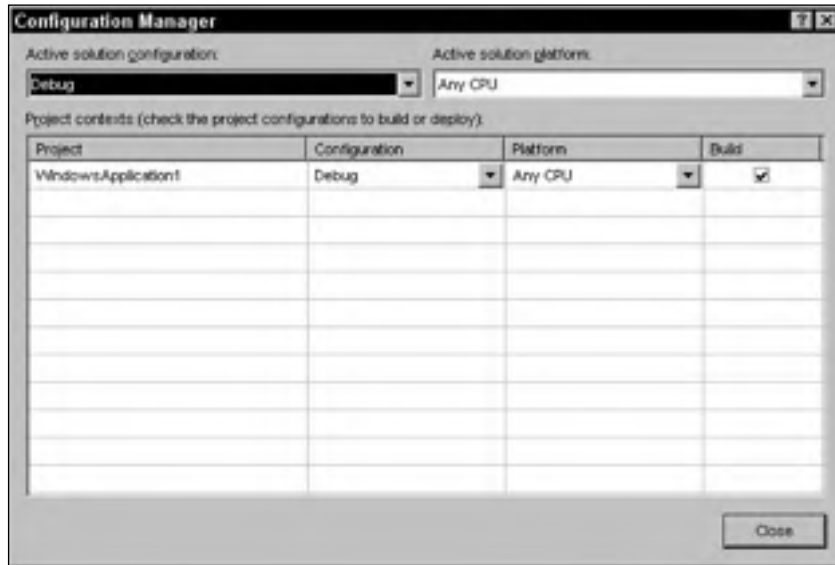 Configuration Manager
Active solution configuration: Active solution platform:
Debug Any CPU
Project contexts (check the project configurations to build or deploy):
Project Configuration Platform Build
WindowsApplication1 Debug Any CPU
Close